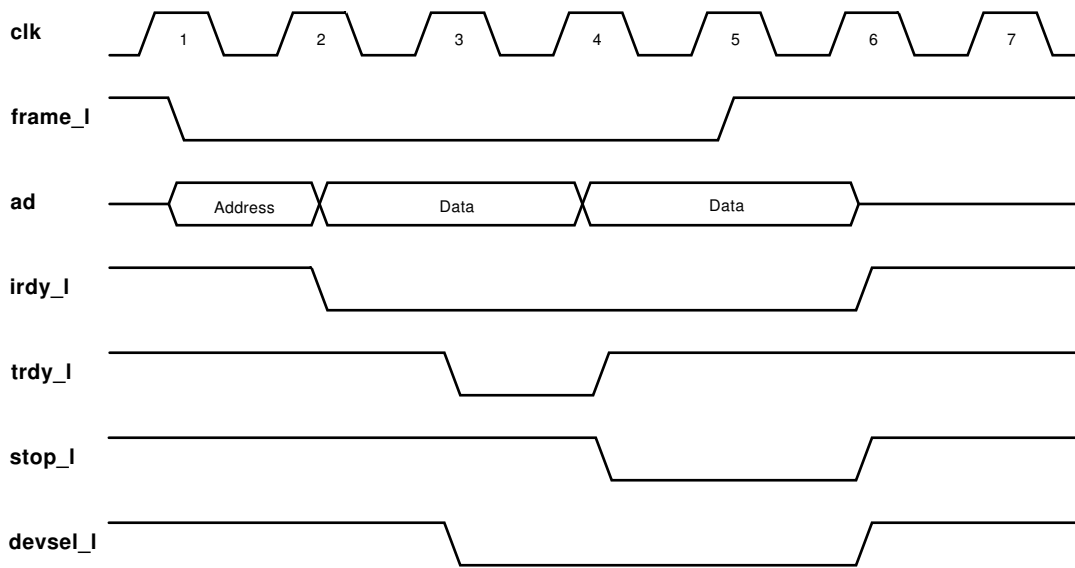 clk
1 2 3 4 5 6 7
frame_l
ad
Address Data Data
irdy_l
trdy_l
stop_l
devsel_l